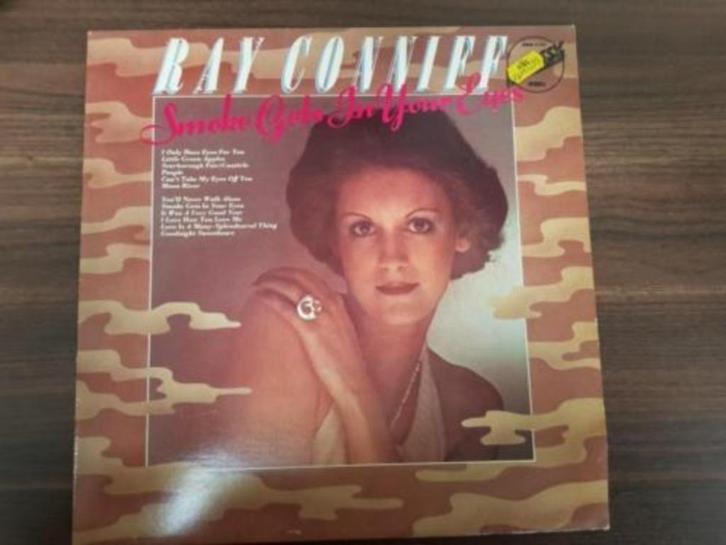 RAY CONNIFF
Smoke Gets In Your Eyes
I Only Have Eyes For You
Little Green Apples
Scarborough Fair/Canticle
People
Can't Take My Eyes Off You
Moon River
You'll Never Walk Alone
Smoke Gets In Your Eyes
It Was A Very Good Year
I Love How You Love Me
Love Is A Many-Splendored Thing
Goodnight Sweetheart